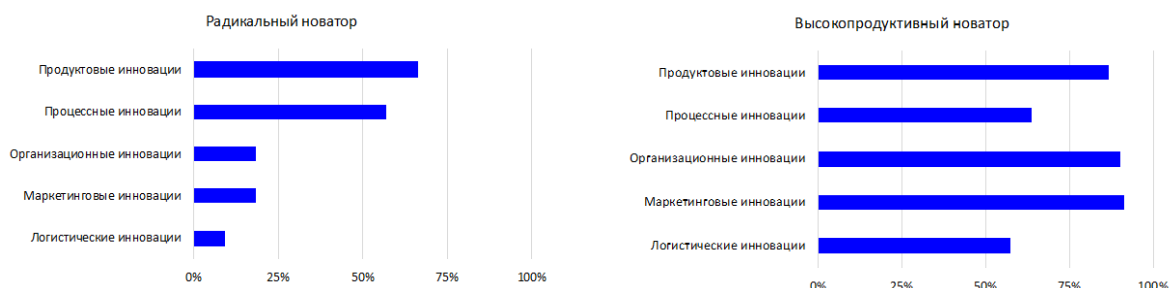 Радикальный новатор
Продуктовые инновации
Процессные инновации
Организационные инновации
Маркетинговые инновации
Логистические инновации
0% 25% 50% 75% 100%
Высокопродуктивный новатор
Продуктовые инновации
Процессные инновации
Организационные инновации
Маркетинговые инновации
Логистические инновации
0% 25% 50% 75% 100%